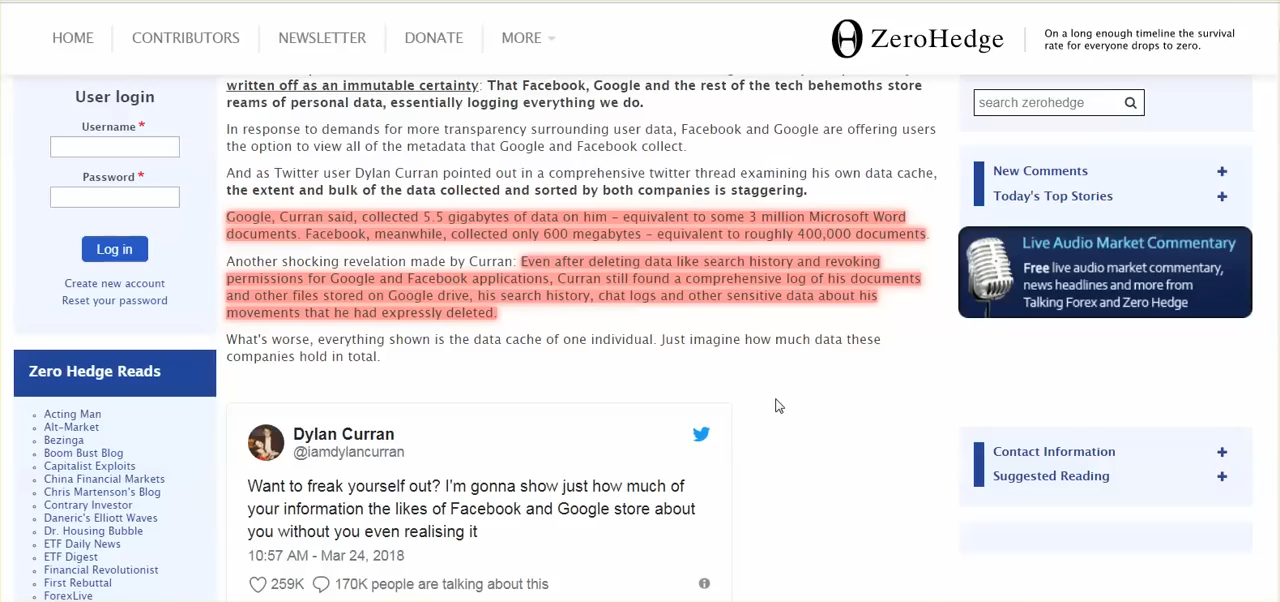 HOME
CONTRIBUTORS
NEWSLETTER
DONATE
MORE
ZeroHedge
On a long enough timeline the survival
rate for everyone drops to zero.
User login
Username *
Password *
Log in
Create new account
Reset your password
Zero Hedge Reads
Acting Man
Alt-Market
Bezinga
Boom Bust Blog
Capitalist Exploits
China Financial Markets
Chris Martenson's Blog
Contrary Investor
Daneric's Elliott Waves
Dr. Housing Bubble
ETF Daily News
ETF Digest
Financial Revolutionist
First Rebuttal
ForexLive
written off as an immutable certainty: That Facebook, Google and the rest of the tech behemoths store
reams of personal data, essentially logging everything we do.
In response to demands for more transparency surrounding user data, Facebook and Google are offering users
the option to view all of the metadata that Google and Facebook collect.
And as Twitter user Dylan Curran pointed out in a comprehensive twitter thread examining his own data cache,
the extent and bulk of the data collected and sorted by both companies is staggering.
Google, Curran said, collected 5.5 gigabytes of data on him – equivalent to some 3 million Microsoft Word
documents. Facebook, meanwhile, collected only 600 megabytes – equivalent to roughly 400,000 documents.
Another shocking revelation made by Curran: Even after deleting data like search history and revoking
permissions for Google and Facebook applications, Curran still found a comprehensive log of his documents
and other files stored on Google drive, his search history, chat logs and other sensitive data about his
movements that he had expressly deleted.
What's worse, everything shown is the data cache of one individual. Just imagine how much data these
companies hold in total.
Dylan Curran
@iamdylancurran
Want to freak yourself out? I'm gonna show just how much of
your information the likes of Facebook and Google store about
you without you even realising it
10:57 AM - Mar 24, 2018
259K 170K people are talking about this
search zerohedge
New Comments
Today's Top Stories
Live Audio Market Commentary
Free live audio market commentary,
news headlines and more from
Talking Forex and Zero Hedge
Contact Information
Suggested Reading